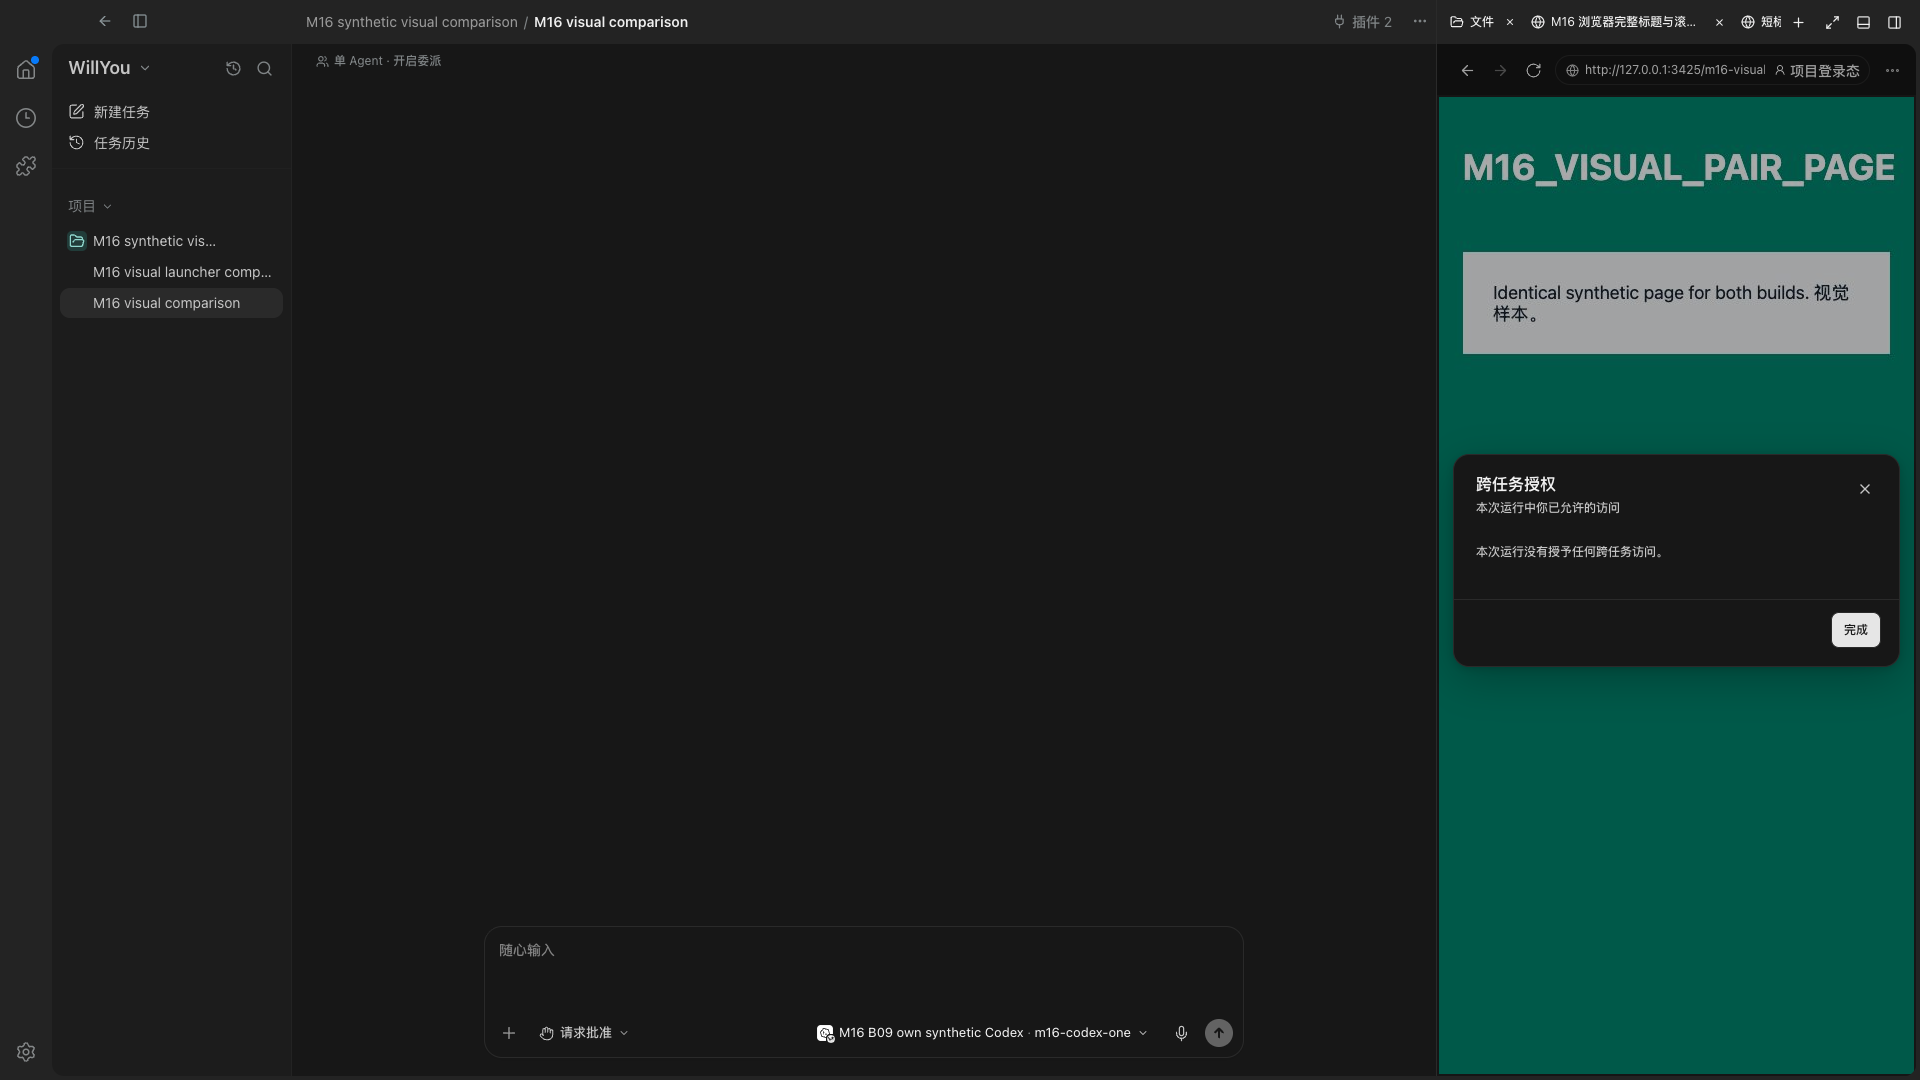 M16 synthetic visual comparison / M16 visual comparison
插件 2
文件
M16 浏览器完整标题与滚...
短标
WillYou
单 Agent · 开启委派
http://127.0.0.1:3425/m16-visual
项目登录态
新建任务
任务历史
项目
M16 synthetic vis...
M16 visual launcher comp...
M16 visual comparison
M16_VISUAL_PAIR_PAGE
Identical synthetic page for both builds. 视觉
样本。
跨任务授权
本次运行中你已允许的访问
本次运行没有授予任何跨任务访问。
完成
随心输入
请求批准
M16 B09 own synthetic Codex · m16-codex-one